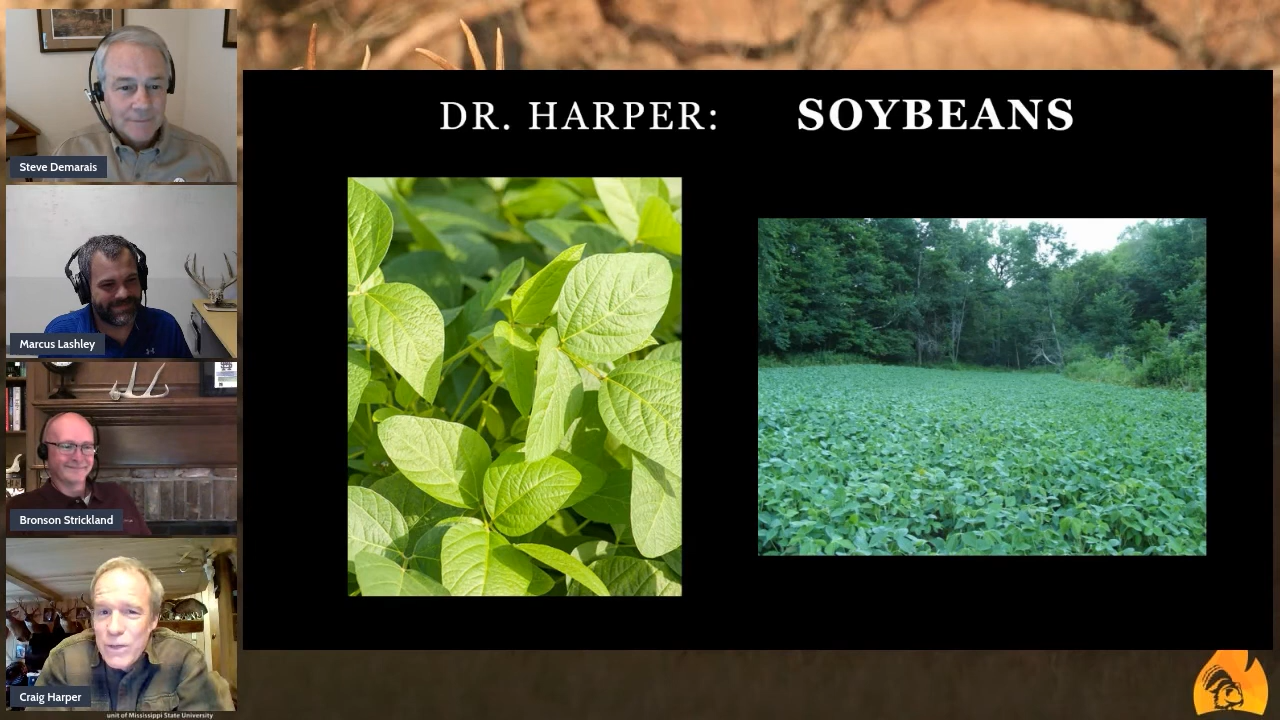 DR. HARPER: SOYBEANS
Steve Demarais
Marcus Lashley
Bronson Strickland
Craig Harper
unit of Mississippi State University